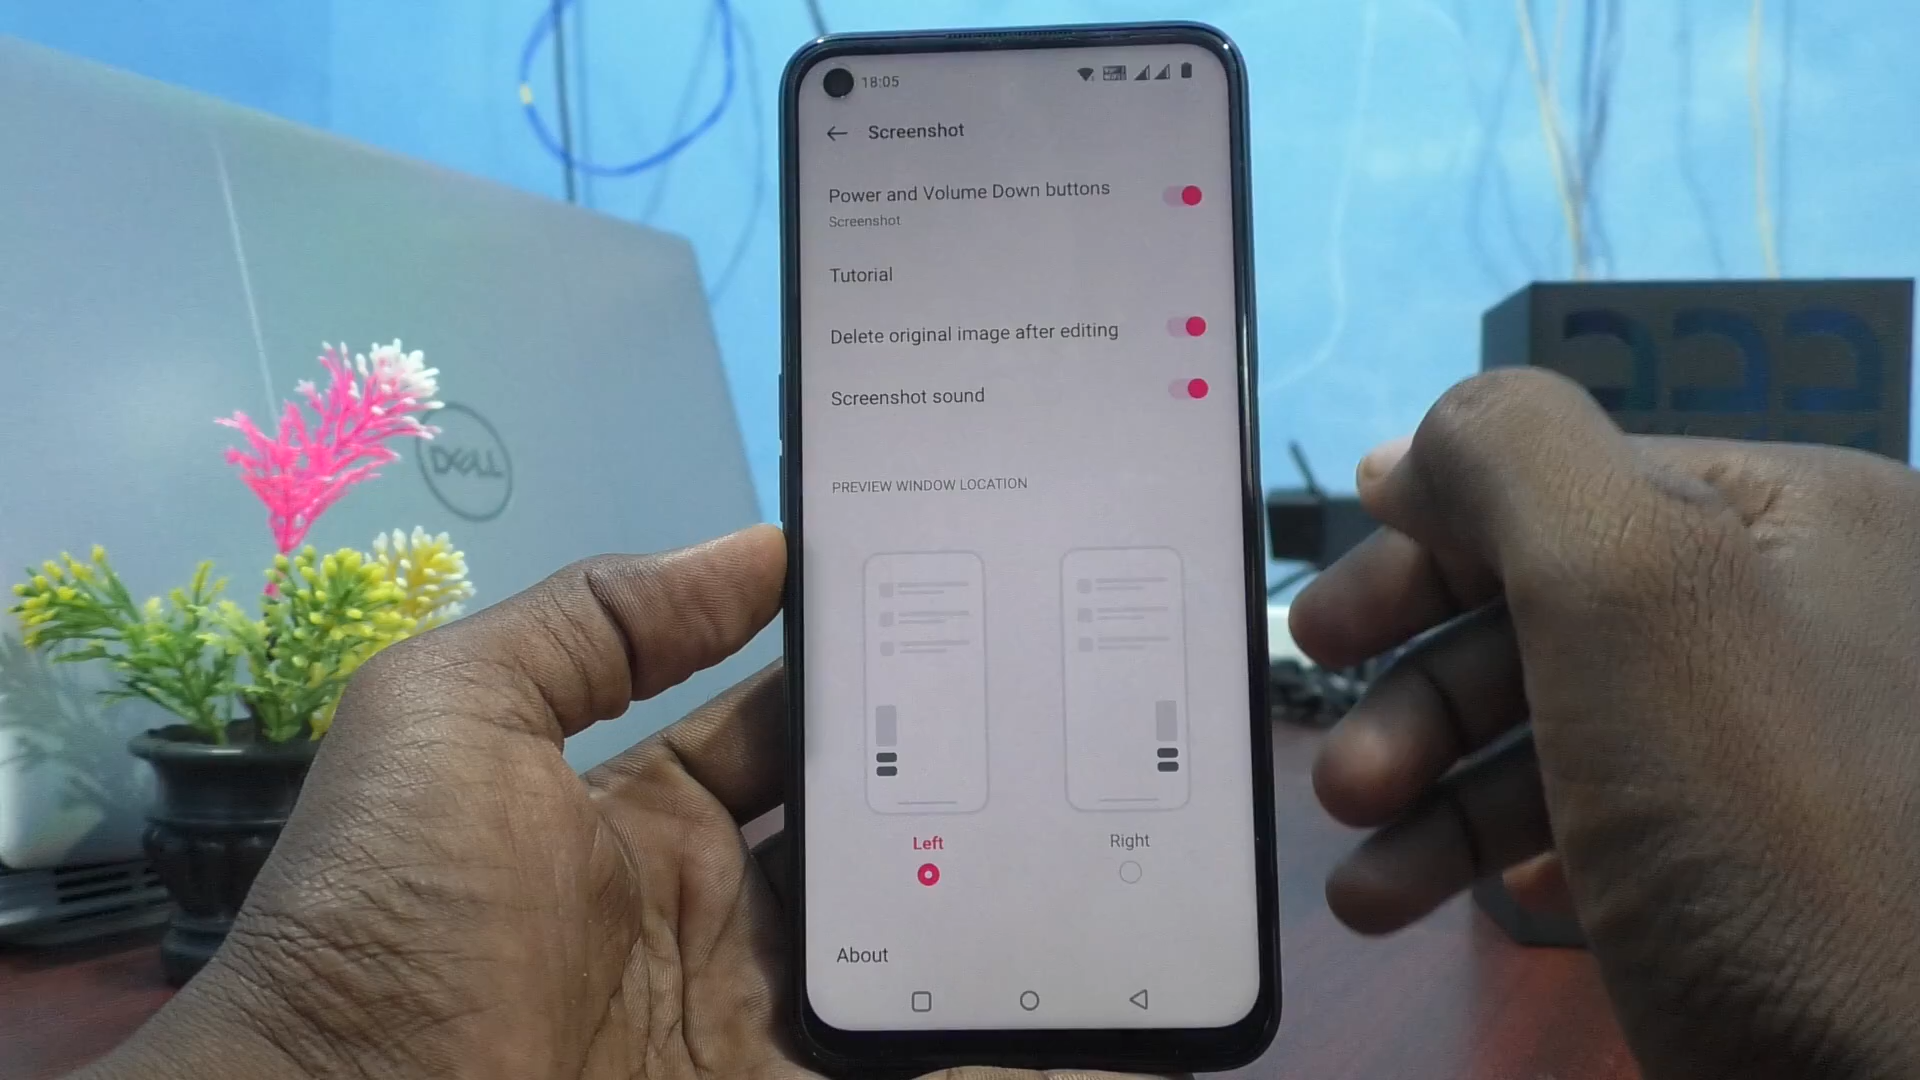 18:05
Screenshot
Power and Volume Down buttons
Screenshot
Tutorial
Delete original image after editing
Screenshot sound
PREVIEW WINDOW LOCATION
Left
Right
About
DELL